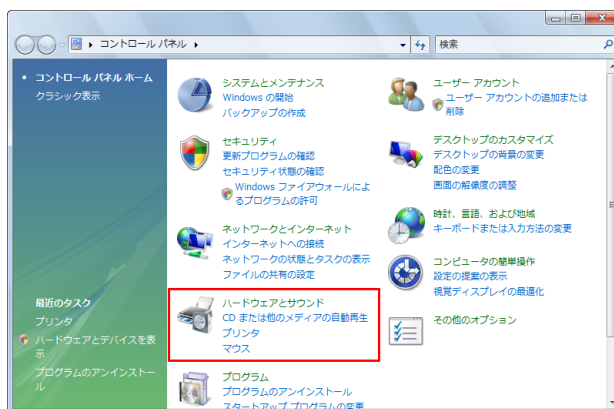 コントロール パネル
検索
コントロール パネル ホーム
クラシック表示
システムとメンテナンス
Windows の開始
バックアップの作成
セキュリティ
更新プログラムの確認
セキュリティ状態の確認
Windows ファイアウォールによ
るプログラムの許可
ネットワークとインターネット
インターネットへの接続
ネットワークの状態とタスクの表示
ファイルの共有の設定
ハードウェアとサウンド
CD または他のメディアの自動再生
プリンタ
マウス
プログラム
プログラムのアンインストール
スタートアップ プログラムの変更
ユーザー アカウント
ユーザー アカウントの追加または
削除
デスクトップのカスタマイズ
デスクトップの背景の変更
配色の変更
画面の解像度の調整
時計、言語、および地域
キーボードまたは入力方法の変更
コンピュータの簡単操作
設定の提案の表示
視覚ディスプレイの最適化
その他のオプション
最近のタスク
プリンタ
ハードウェアとデバイスを表
示
プログラムのアンインストー
ル